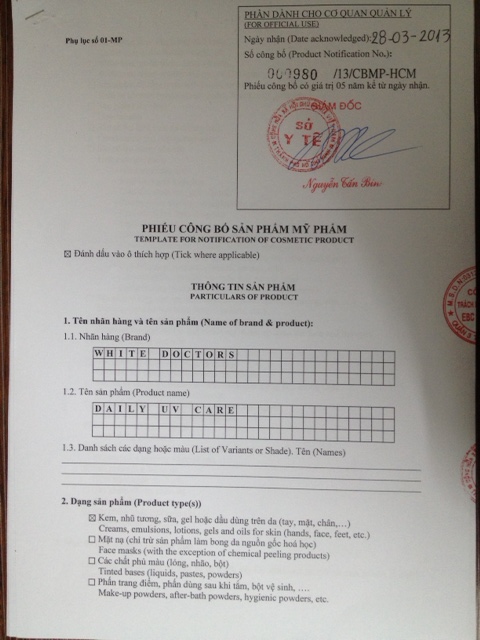 Phụ lục số 01-MP
PHẦN DÀNH CHO CƠ QUAN QUẢN LÝ
(FOR OFFICIAL USE)
Ngày nhận (Date acknowledged): 28-03-2013
Số công bố (Product Notification No.):
001980 /13/CBMP-HCM
Phiếu công bố có giá trị 05 năm kể từ ngày nhận.
GIÁM ĐỐC
SỞ
Y TẾ
PHIẾU CÔNG BỐ SẢN PHẨM MỸ PHẨM
TEMPLATE FOR NOTIFICATION OF COSMETIC PRODUCT
☒ Đánh dấu vào ô thích hợp (Tick where applicable)
THÔNG TIN SẢN PHẨM
PARTICULARS OF PRODUCT
1. Tên nhãn hàng và tên sản phẩm (Name of brand & product):
1.1. Nhãn hàng (Brand)
WHITE DOCTORS
1.2. Tên sản phẩm (Product name)
DAILY UV CARE
1.3. Danh sách các dạng hoặc màu (List of Variants or Shade). Tên (Names)
2. Dạng sản phẩm (Product type(s))
☒ Kem, nhũ tương, sữa, gel hoặc dầu dùng trên da (tay, mặt, chân,....)
Creams, emulsions, lotions, gels and oils for skin (hands, face, feet, etc.)
☐ Mặt nạ (chỉ trừ sản phẩm làm bong da nguồn gốc hoá học)
Face masks (with the exception of chemical peeling products)
☐ Các chất phủ màu (lỏng, nhão, bột)
Tinted bases (liquids, pastes, powders)
☐ Phấn trang điểm, phấn dùng sau khi tắm, bột vệ sinh, ....
Make-up powders, after-bath powders, hygienic powders, etc.